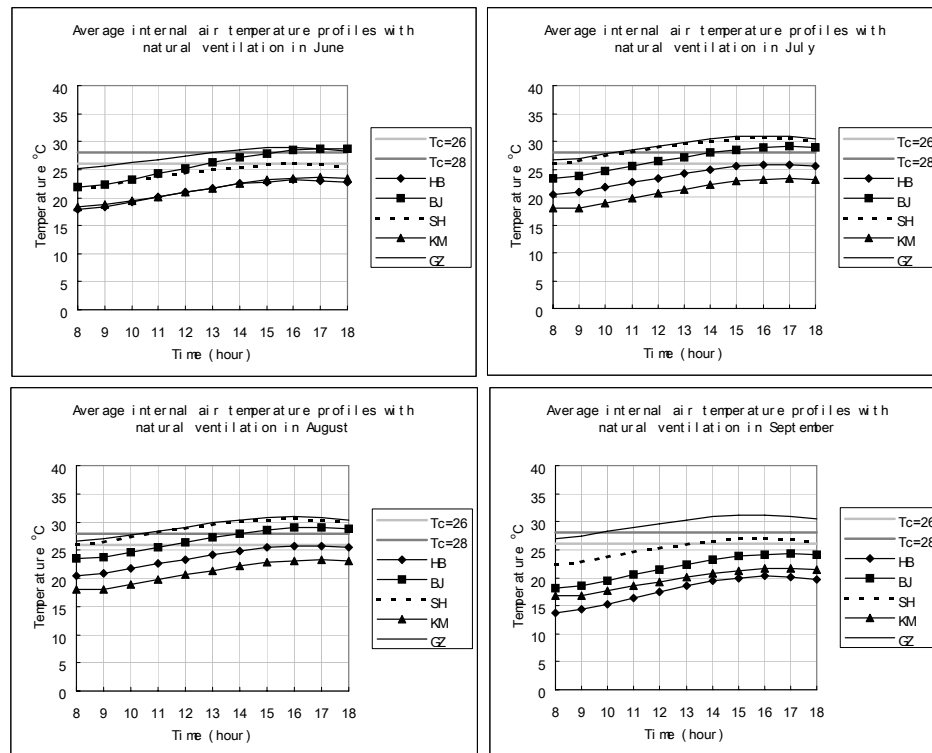 Average internal air temperature profiles with
natural ventilation in June
Temperature °C
40
35
30
25
20
15
10
5
0
8 9 10 11 12 13 14 15 16 17 18
Time (hour)
Tc=26
Tc=28
HB
BJ
SH
KM
GZ
Average internal air temperature profiles with
natural ventilation in July
Temperature °C
40
35
30
25
20
15
10
5
0
8 9 10 11 12 13 14 15 16 17 18
Time (hour)
Tc=26
Tc=28
HB
BJ
SH
KM
GZ
Average internal air temperature profiles with
natural ventilation in August
Temperature °C
40
35
30
25
20
15
10
5
0
8 9 10 11 12 13 14 15 16 17 18
Time (hour)
Tc=26
Tc=28
HB
BJ
SH
KM
GZ
Average internal air temperature profiles with
natural ventilation in September
Temperature °C
40
35
30
25
20
15
10
5
0
8 9 10 11 12 13 14 15 16 17 18
Time (hour)
Tc=26
Tc=28
HB
BJ
SH
KM
GZ